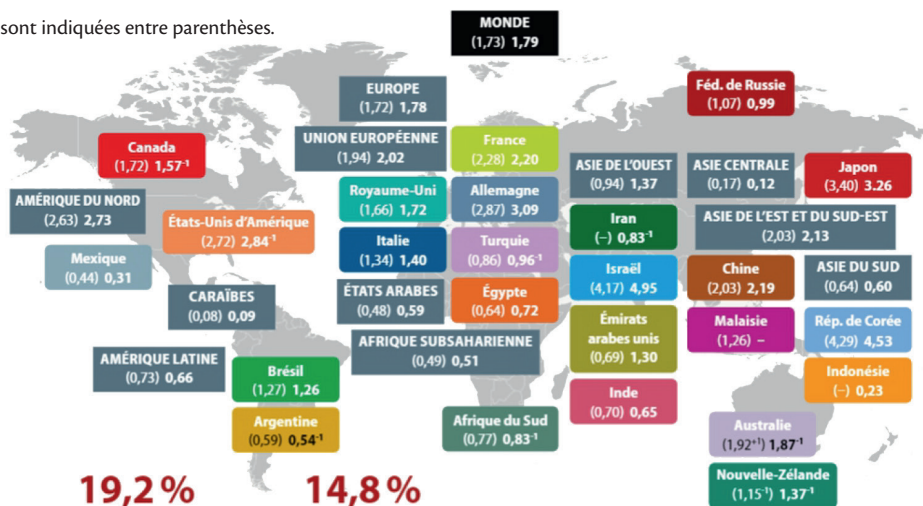 sont indiquées entre parenthèses.
MONDE
(1,73) 1,79
EUROPE
(1,72) 1,78
Féd. de Russie
(1,07) 0,99
UNION EUROPÉENNE
(1,94) 2,02
France
(2,28) 2,20
Canada
(1,72) 1,57⁻¹
ASIE DE L'OUEST
(0,94) 1,37
ASIE CENTRALE
(0,17) 0,12
Japon
(3,40) 3.26
Royaume-Uni
(1,66) 1,72
Allemagne
(2,87) 3,09
AMÉRIQUE DU NORD
(2,63) 2,73
États-Unis d'Amérique
(2,72) 2,84⁻¹
Iran
(–) 0,83⁻¹
ASIE DE L'EST ET DU SUD-EST
(2,03) 2,13
Italie
(1,34) 1,40
Turquie
(0,86) 0,96⁻¹
Mexique
(0,44) 0,31
Israël
(4,17) 4,95
Chine
(2,03) 2,19
ASIE DU SUD
(0,64) 0,60
CARAÏBES
(0,08) 0,09
ÉTATS ARABES
(0,48) 0,59
Égypte
(0,64) 0,72
Émirats
arabes unis
(0,69) 1,30
Malaisie
(1,26) –
Rép. de Corée
(4,29) 4,53
AFRIQUE SUBSAHARIENNE
(0,49) 0,51
AMÉRIQUE LATINE
(0,73) 0,66
Brésil
(1,27) 1,26
Indonésie
(–) 0,23
Inde
(0,70) 0,65
Argentine
(0,59) 0,54⁻¹
Afrique du Sud
(0,77) 0,83⁻¹
Australie
(1,92⁺¹) 1,87⁻¹
Nouvelle-Zélande
(1,15⁻¹) 1,37⁻¹
19,2 %
14,8 %